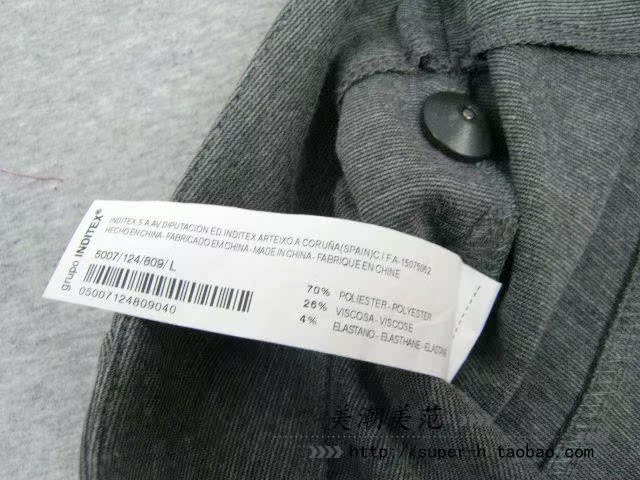 grupo INDITEX®
INDITEX S.A AV.DIPUTACION ED INDITEX ARTEIXO A CORUÑA(SPAIN)C.I.F.A-15075062
HECHO EN CHINA - FABRICADO EM CHINA - MADE IN CHINA - FABRIQUE EN CHINE
5007/124/809/L
05007124809040
70% POLIESTER - POLYESTER
26% VISCOSA - VISCOSE
4% ELASTANO - ELASTHANE - ELASTANE
美潮美范
http://super-h.taobao.com